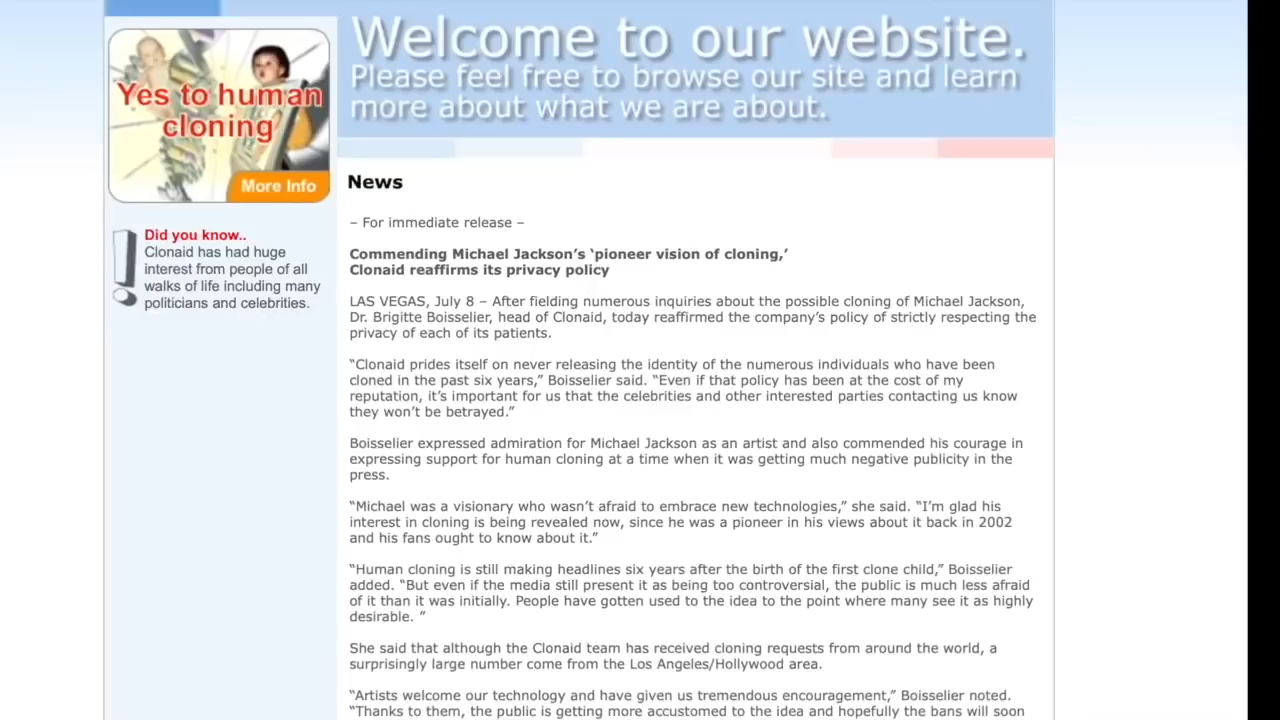 Welcome to our website.
Please feel free to browse our site and learn
more about what we are about.
Yes to human
cloning
More Info
Did you know..
Clonaid has had huge
interest from people of all
walks of life including many
politicians and celebrities.
News
– For immediate release –
Commending Michael Jackson’s ‘pioneer vision of cloning,’
Clonaid reaffirms its privacy policy
LAS VEGAS, July 8 – After fielding numerous inquiries about the possible cloning of Michael Jackson,
Dr. Brigitte Boisselier, head of Clonaid, today reaffirmed the company’s policy of strictly respecting the
privacy of each of its patients.
“Clonaid prides itself on never releasing the identity of the numerous individuals who have been
cloned in the past six years,” Boisselier said. “Even if that policy has been at the cost of my
reputation, it’s important for us that the celebrities and other interested parties contacting us know
they won’t be betrayed.”
Boisselier expressed admiration for Michael Jackson as an artist and also commended his courage in
expressing support for human cloning at a time when it was getting much negative publicity in the
press.
“Michael was a visionary who wasn’t afraid to embrace new technologies,” she said. “I’m glad his
interest in cloning is being revealed now, since he was a pioneer in his views about it back in 2002
and his fans ought to know about it.”
“Human cloning is still making headlines six years after the birth of the first clone child,” Boisselier
added. “But even if the media still present it as being too controversial, the public is much less afraid
of it than it was initially. People have gotten used to the idea to the point where many see it as highly
desirable. ”
She said that although the Clonaid team has received cloning requests from around the world, a
surprisingly large number come from the Los Angeles/Hollywood area.
“Artists welcome our technology and have given us tremendous encouragement,” Boisselier noted.
“Thanks to them, the public is getting more accustomed to the idea and hopefully the bans will soon